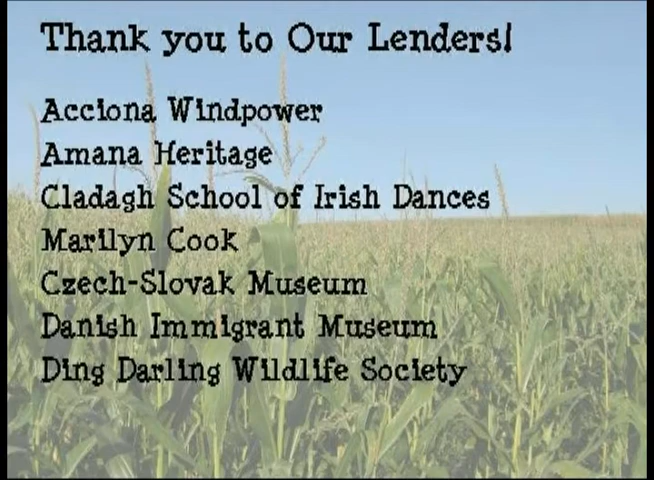 Thank you to Our Lenders!
Acciona Windpower
Amana Heritage
Cladagh School of Irish Dances
Marilyn Cook
Czech-Slovak Museum
Danish Immigrant Museum
Ding Darling Wildlife Society